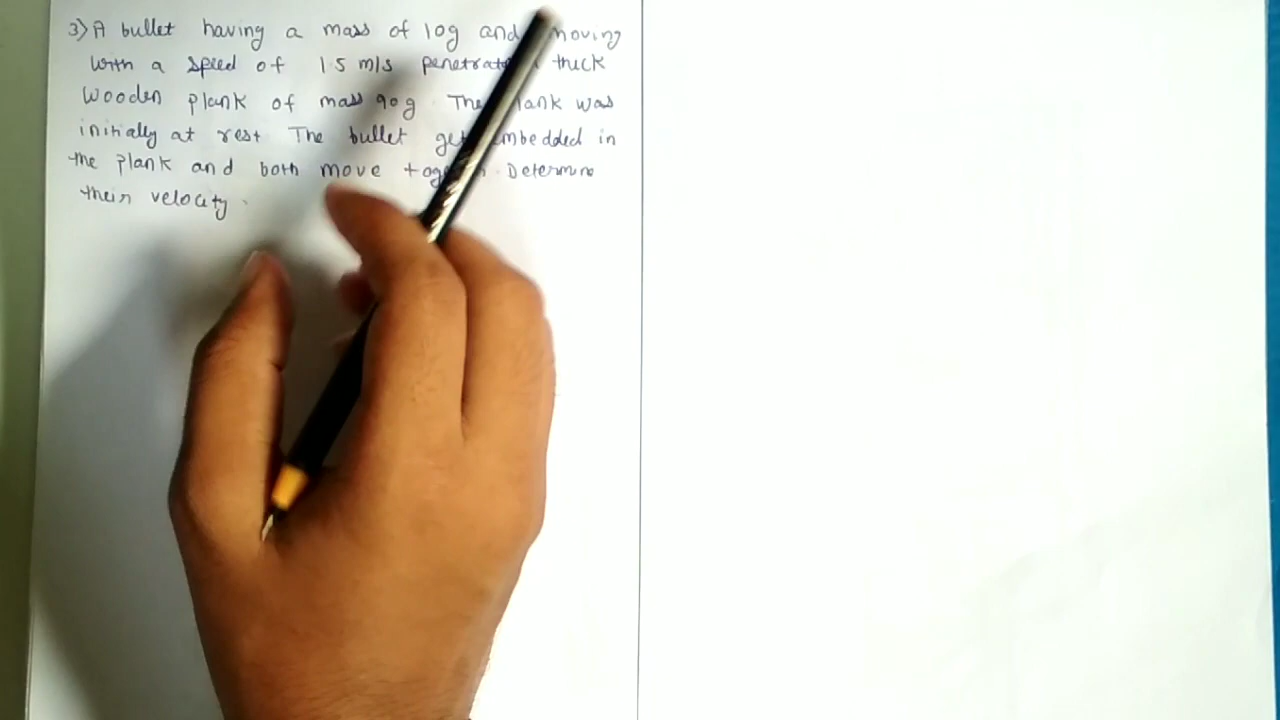 3) A bullet having a mass of 10g and moving
with a speed of 1.5 m/s penetrates thick
wooden plank of mass 90g. The plank was
initially at rest. The bullet get embedded in
the plank and both move together. Determine
their velocity.